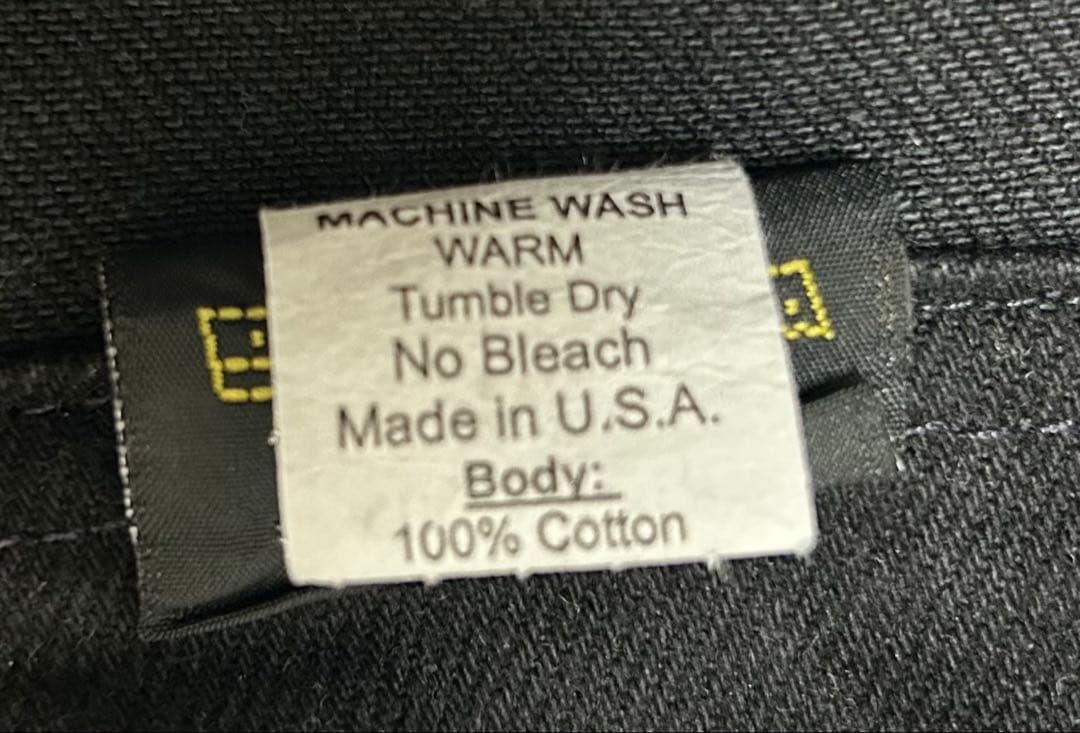 MACHINE WASH
WARM
Tumble Dry
No Bleach
Made in U.S.A.
Body:
100% Cotton